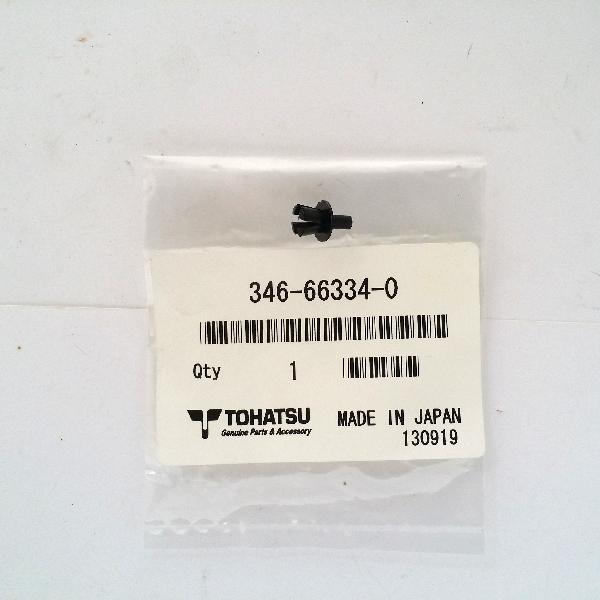 346-66334-0
Qty 1
TOHATSU MADE IN JAPAN
Genuine Parts & Accessory 130919